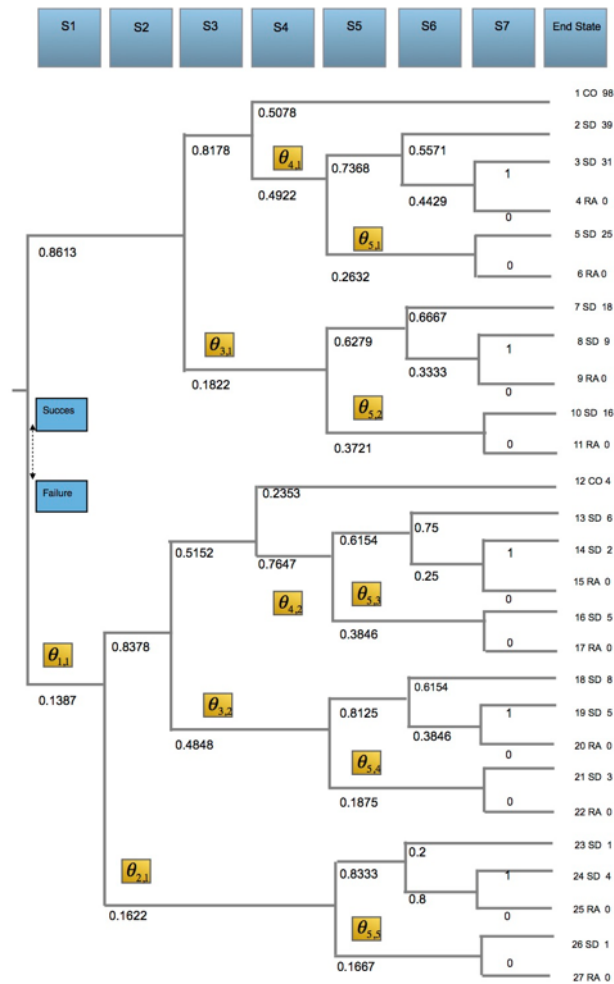 S1 S2 S3 S4 S5 S6 S7 End State
1 CO 98
0.5078
2 SD 39
0.8178
θ4,1
0.7368
0.5571
3 SD 31
1
0.4922
0.4429
4 RA 0
0
0.8613
θ5,1
5 SD 25
0
0.2632
6 RA 0
7 SD 18
0.6667
θ3,1
0.6279
8 SD 9
1
0.1822
0.3333
9 RA 0
0
Succes
θ5,2
10 SD 16
0.3721
0
11 RA 0
Failure
12 CO 4
0.2353
13 SD 6
0.5152
0.6154
0.75
14 SD 2
1
0.7647
0.25
15 RA 0
0
θ4,2
θ5,3
16 SD 5
0.3846
0
17 RA 0
θ1,1
0.8378
18 SD 8
0.6154
0.1387
θ3,2
0.8125
19 SD 5
1
0.4848
0.3846
20 RA 0
0
θ5,4
21 SD 3
0.1875
0
22 RA 0
23 SD 1
0.2
θ2,1
0.8333
24 SD 4
1
0.1622
0.8
25 RA 0
0
θ5,5
26 SD 1
0.1667
0
27 RA 0